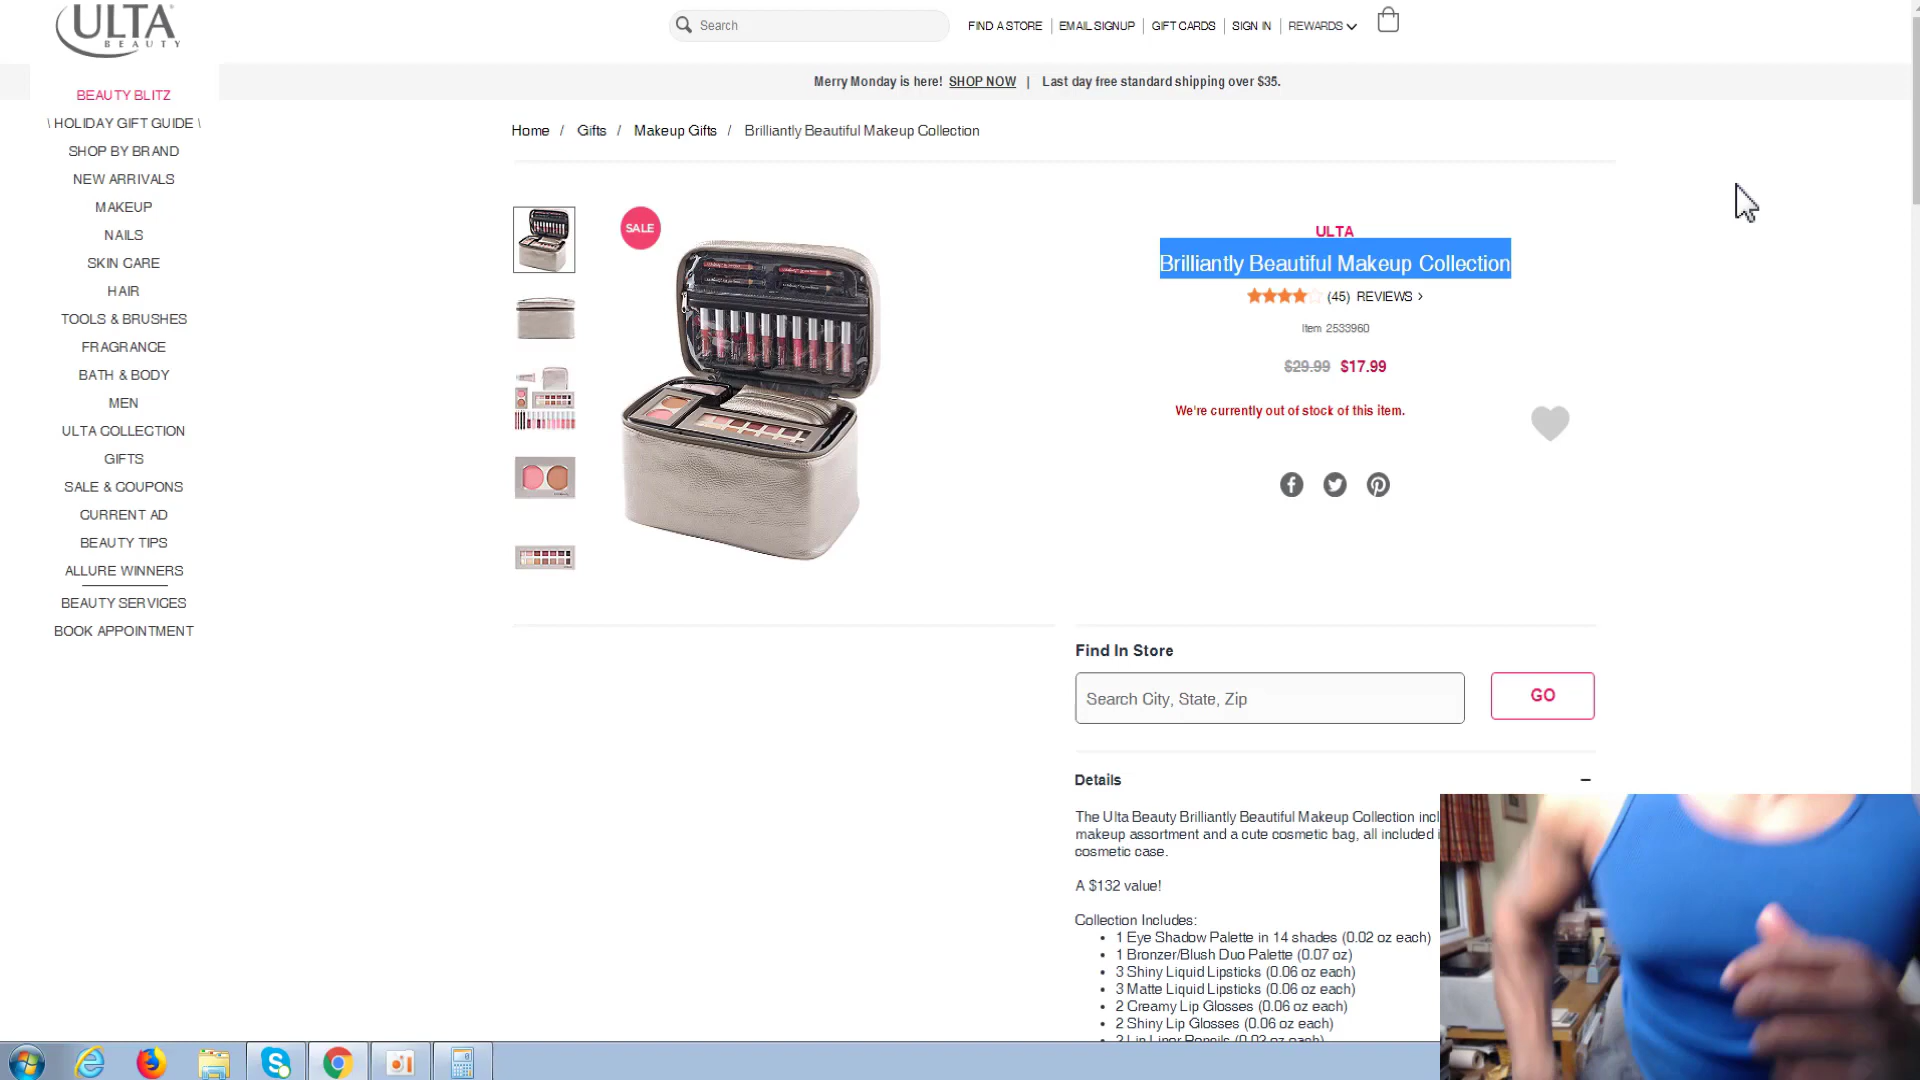 ULTA
BEAUTY
Search
FIND A STORE
EMAIL SIGNUP
GIFT CARDS
SIGN IN
REWARDS
Merry Monday is here! SHOP NOW | Last day free standard shipping over $35.
BEAUTY BLITZ
\ HOLIDAY GIFT GUIDE \
SHOP BY BRAND
NEW ARRIVALS
MAKEUP
NAILS
SKIN CARE
HAIR
TOOLS & BRUSHES
FRAGRANCE
BATH & BODY
MEN
ULTA COLLECTION
GIFTS
SALE & COUPONS
CURRENT AD
BEAUTY TIPS
ALLURE WINNERS
BEAUTY SERVICES
BOOK APPOINTMENT
Home / Gifts / Makeup Gifts / Brilliantly Beautiful Makeup Collection
SALE
ULTA
Brilliantly Beautiful Makeup Collection
(45) REVIEWS >
Item 2533960
$29.99 $17.99
We're currently out of stock of this item.
Find In Store
Search City, State, Zip
GO
Details
The Ulta Beauty Brilliantly Beautiful Makeup Collection incl
makeup assortment and a cute cosmetic bag, all included i
cosmetic case.
A $132 value!
Collection Includes:
• 1 Eye Shadow Palette in 14 shades (0.02 oz each)
• 1 Bronzer/Blush Duo Palette (0.07 oz)
• 3 Shiny Liquid Lipsticks (0.06 oz each)
• 3 Matte Liquid Lipsticks (0.06 oz each)
• 2 Creamy Lip Glosses (0.06 oz each)
• 2 Shiny Lip Glosses (0.06 oz each)
• 2 Lip Liner Pencils (0.02 oz each)